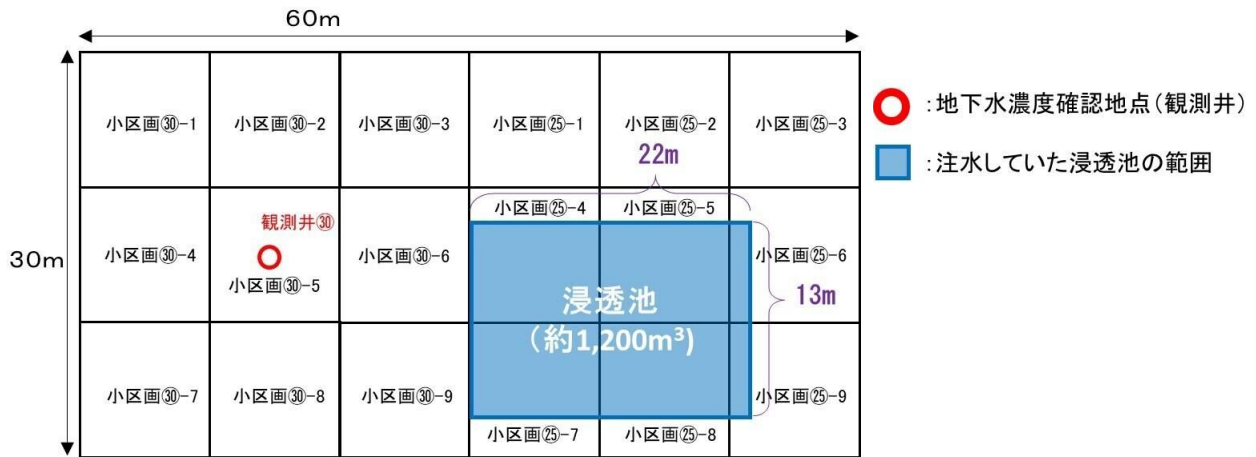 60m
30m
小区画㉚-1
小区画㉚-2
小区画㉚-3
小区画㉕-1
小区画㉕-2
小区画㉕-3
22m
小区画㉚-4
観測井㉚
小区画㉚-5
小区画㉚-6
小区画㉕-4
小区画㉕-5
小区画㉕-6
13m
浸透池
(約1,200m³)
小区画㉚-7
小区画㉚-8
小区画㉚-9
小区画㉕-7
小区画㉕-8
小区画㉕-9
:地下水濃度確認地点(観測井)
:注水していた浸透池の範囲